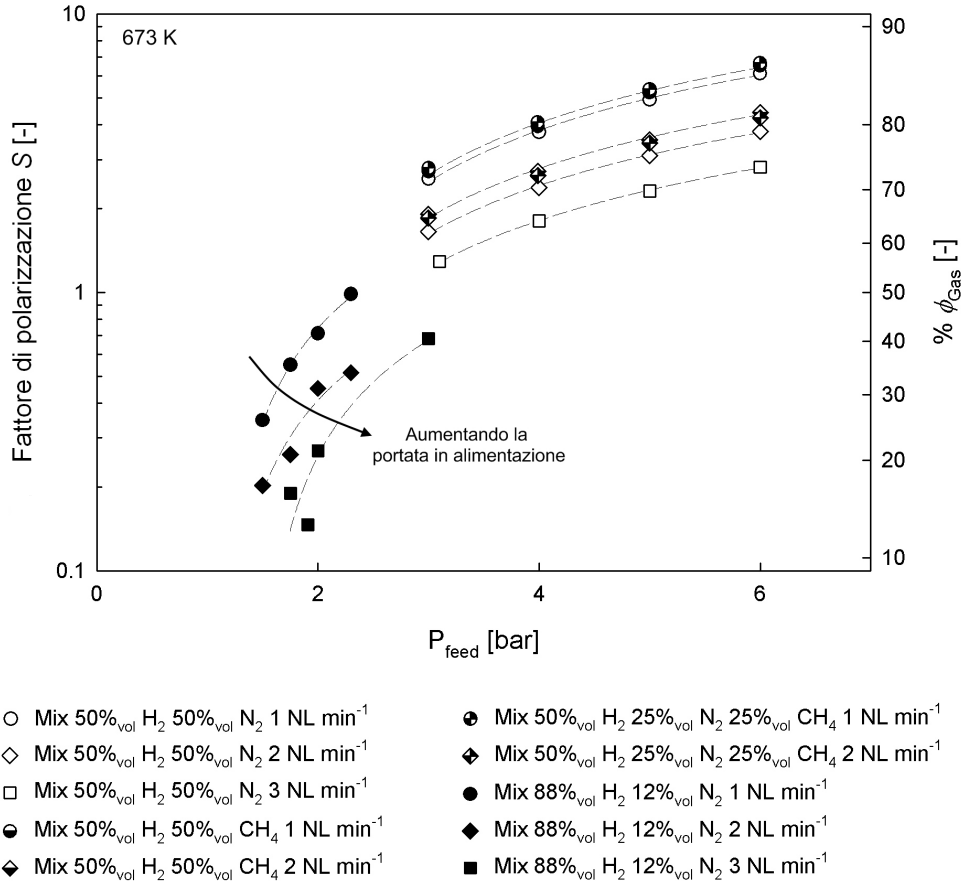 10
90
673 K
80
70
60
1
50
40
30
Aumentando la
portata in alimentazione
20
10
0.1
0
2
4
6
Fattore di polarizzazione S [-]
% ϕGas [-]
Pfeed [bar]
Mix 50%vol H2 50%vol N2 1 NL min-1
Mix 50%vol H2 50%vol N2 2 NL min-1
Mix 50%vol H2 50%vol N2 3 NL min-1
Mix 50%vol H2 50%vol CH4 1 NL min-1
Mix 50%vol H2 50%vol CH4 2 NL min-1
Mix 50%vol H2 25%vol N2 25%vol CH4 1 NL min-1
Mix 50%vol H2 25%vol N2 25%vol CH4 2 NL min-1
Mix 88%vol H2 12%vol N2 1 NL min-1
Mix 88%vol H2 12%vol N2 2 NL min-1
Mix 88%vol H2 12%vol N2 3 NL min-1